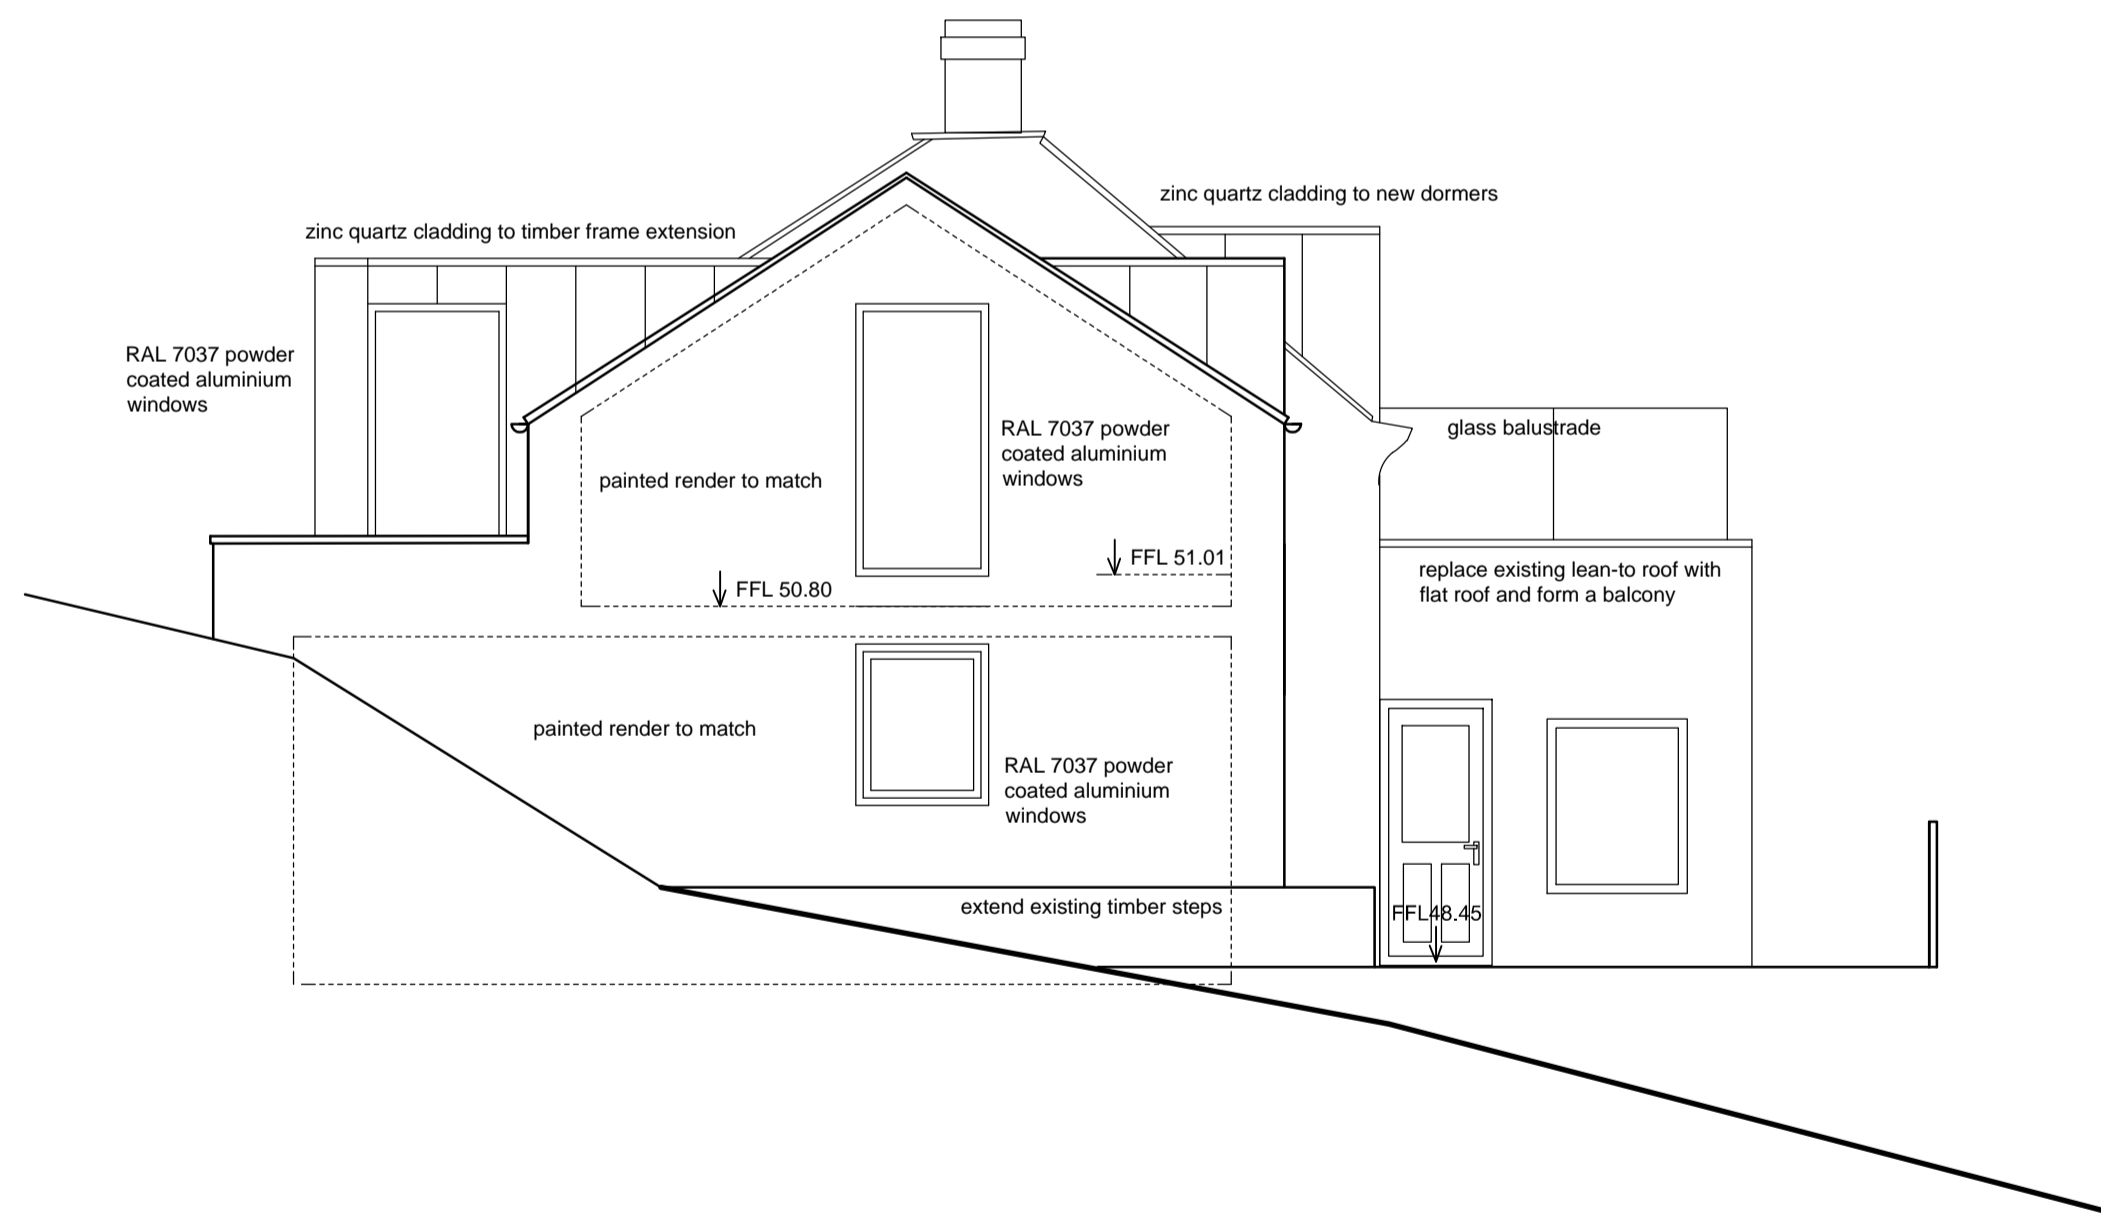 zinc quartz cladding to new dormers
zinc quartz cladding to timber frame extension
RAL 7037 powder
coated aluminium
windows
RAL 7037 powder
coated aluminium
windows
glass balustrade
painted render to match
FFL 51.01
FFL 50.80
replace existing lean-to roof with
flat roof and form a balcony
painted render to match
RAL 7037 powder
coated aluminium
windows
extend existing timber steps
FFL48.45